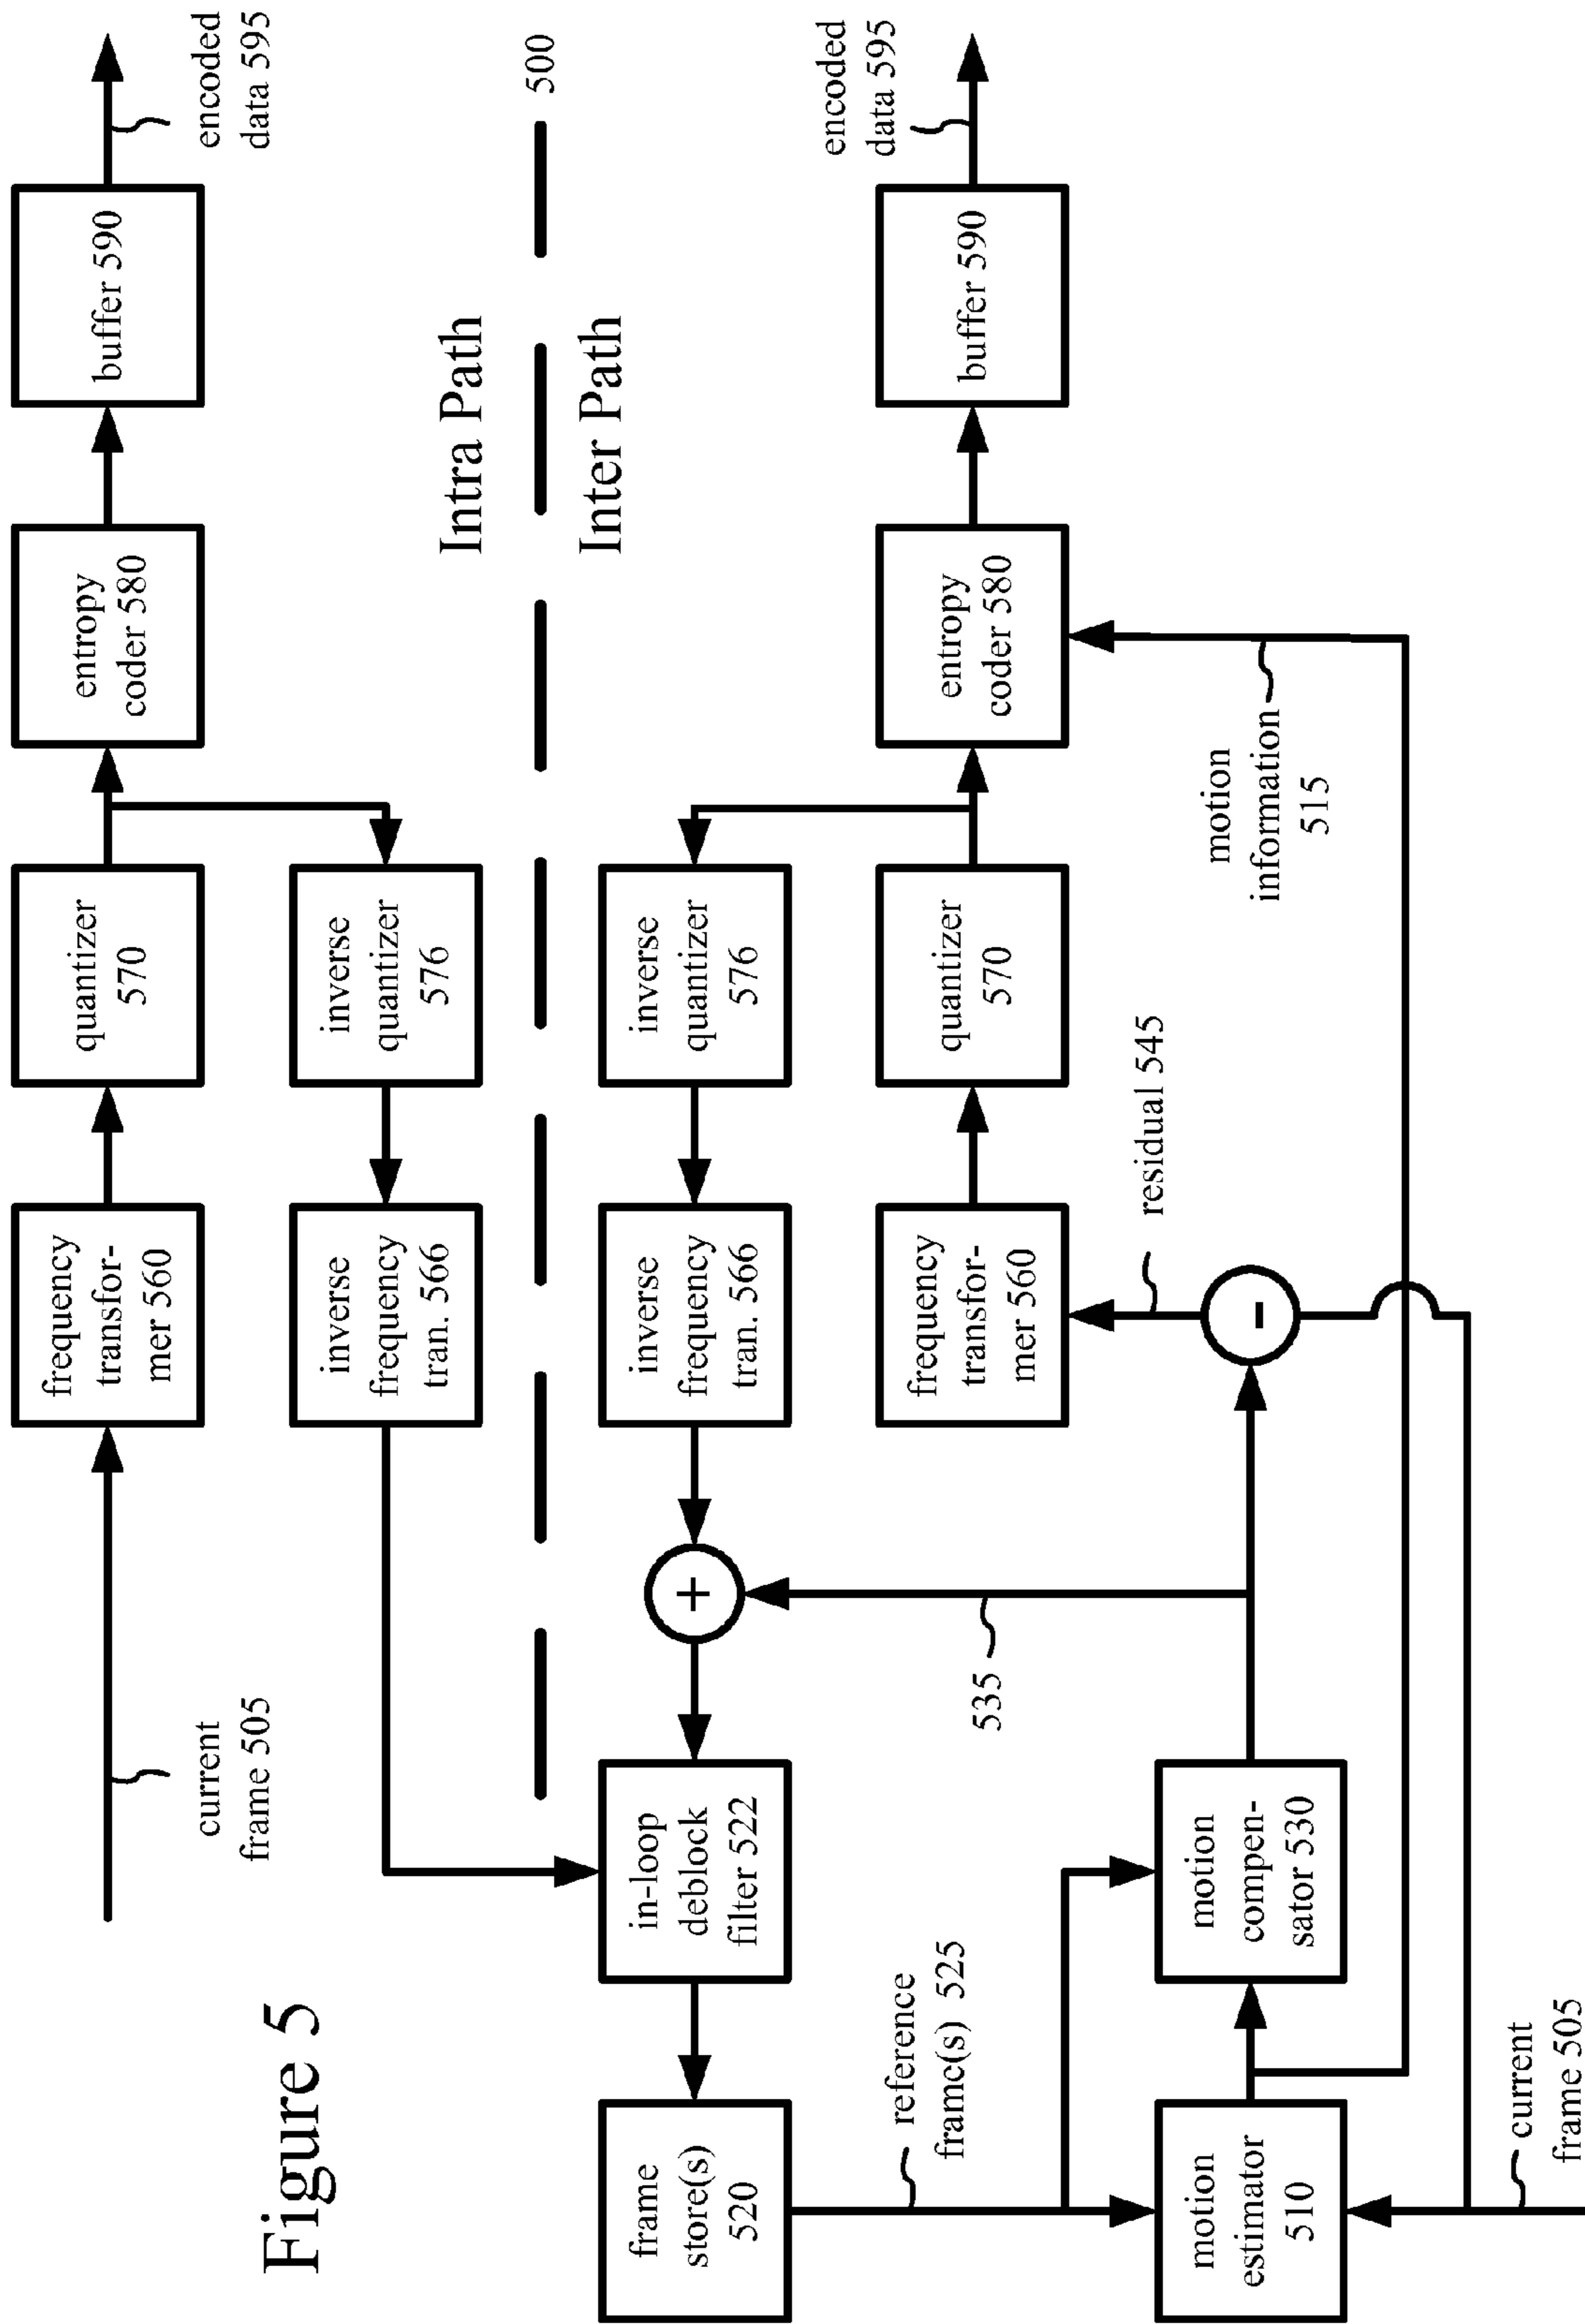 Figure 5
current
frame 505
frequency
transfor-
mer 560
quantizer
570
entropy
coder 580
buffer 590
encoded
data 595
inverse
frequency
tran. 566
inverse
quantizer
576
Intra Path
500
Inter Path
frame
store(s)
520
in-loop
deblock
filter 522
+
inverse
frequency
tran. 566
inverse
quantizer
576
reference
frame(s) 525
535
frequency
transfor-
mer 560
quantizer
570
entropy
coder 580
buffer 590
encoded
data 595
residual 545
motion
information
515
motion
estimator
510
motion
compen-
sator 530
-
current
frame 505